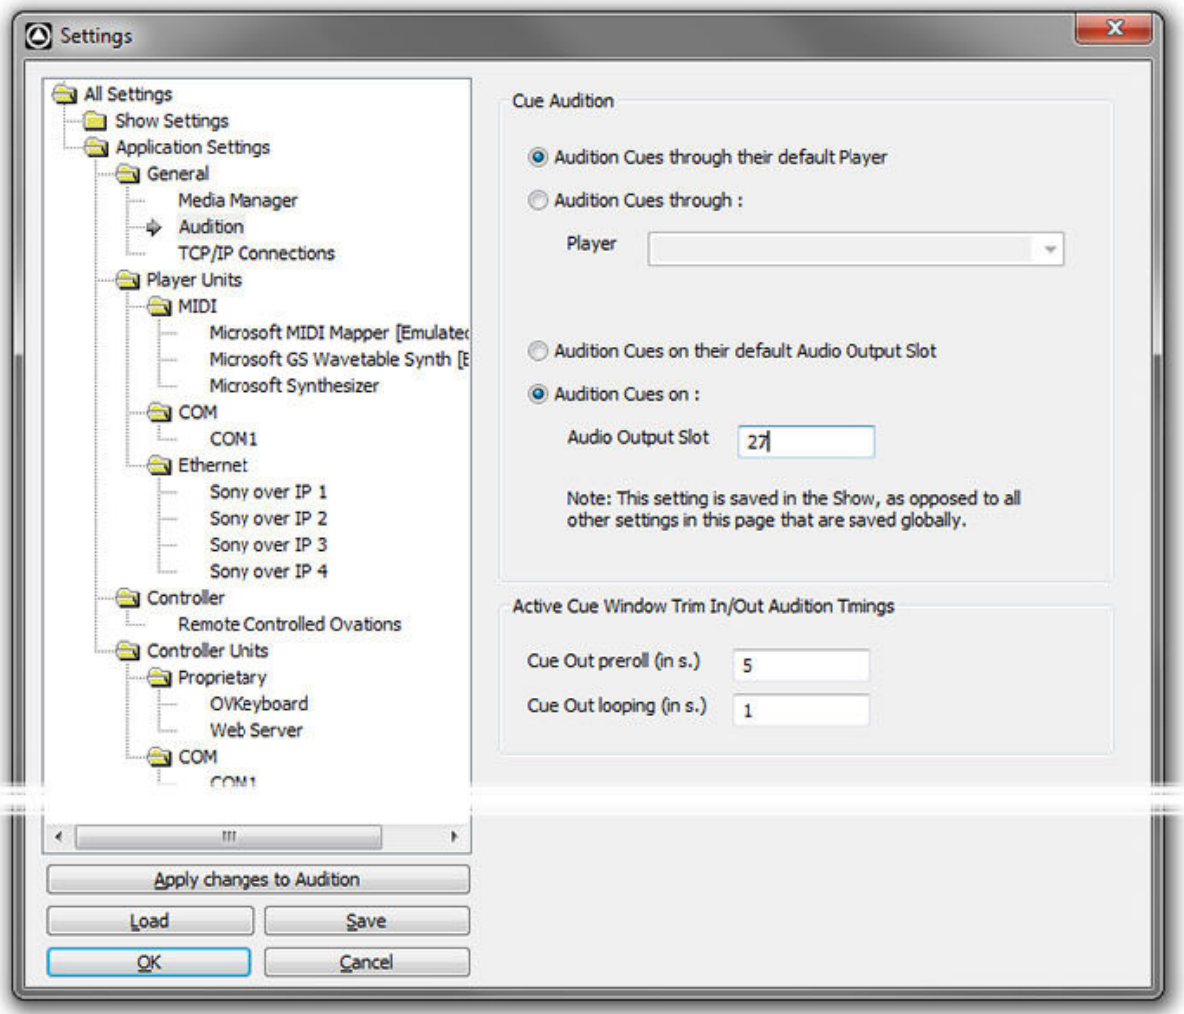 Settings
X
All Settings
Show Settings
Application Settings
General
Media Manager
Audition
TCP/IP Connections
Player Units
MIDI
Microsoft MIDI Mapper [Emulated
Microsoft GS Wavetable Synth [E
Microsoft Synthesizer
COM
COM1
Ethernet
Sony over IP 1
Sony over IP 2
Sony over IP 3
Sony over IP 4
Controller
Remote Controlled Ovations
Controller Units
Proprietary
OVKeyboard
Web Server
COM
COM1
Apply changes to Audition
Load
Save
OK
Cancel
Cue Audition
Audition Cues through their default Player
Audition Cues through :
Player
Audition Cues on their default Audio Output Slot
Audition Cues on :
Audio Output Slot 27
Note: This setting is saved in the Show, as opposed to all
other settings in this page that are saved globally.
Active Cue Window Trim In/Out Audition Timings
Cue Out preroll (in s.) 5
Cue Out looping (in s.) 1